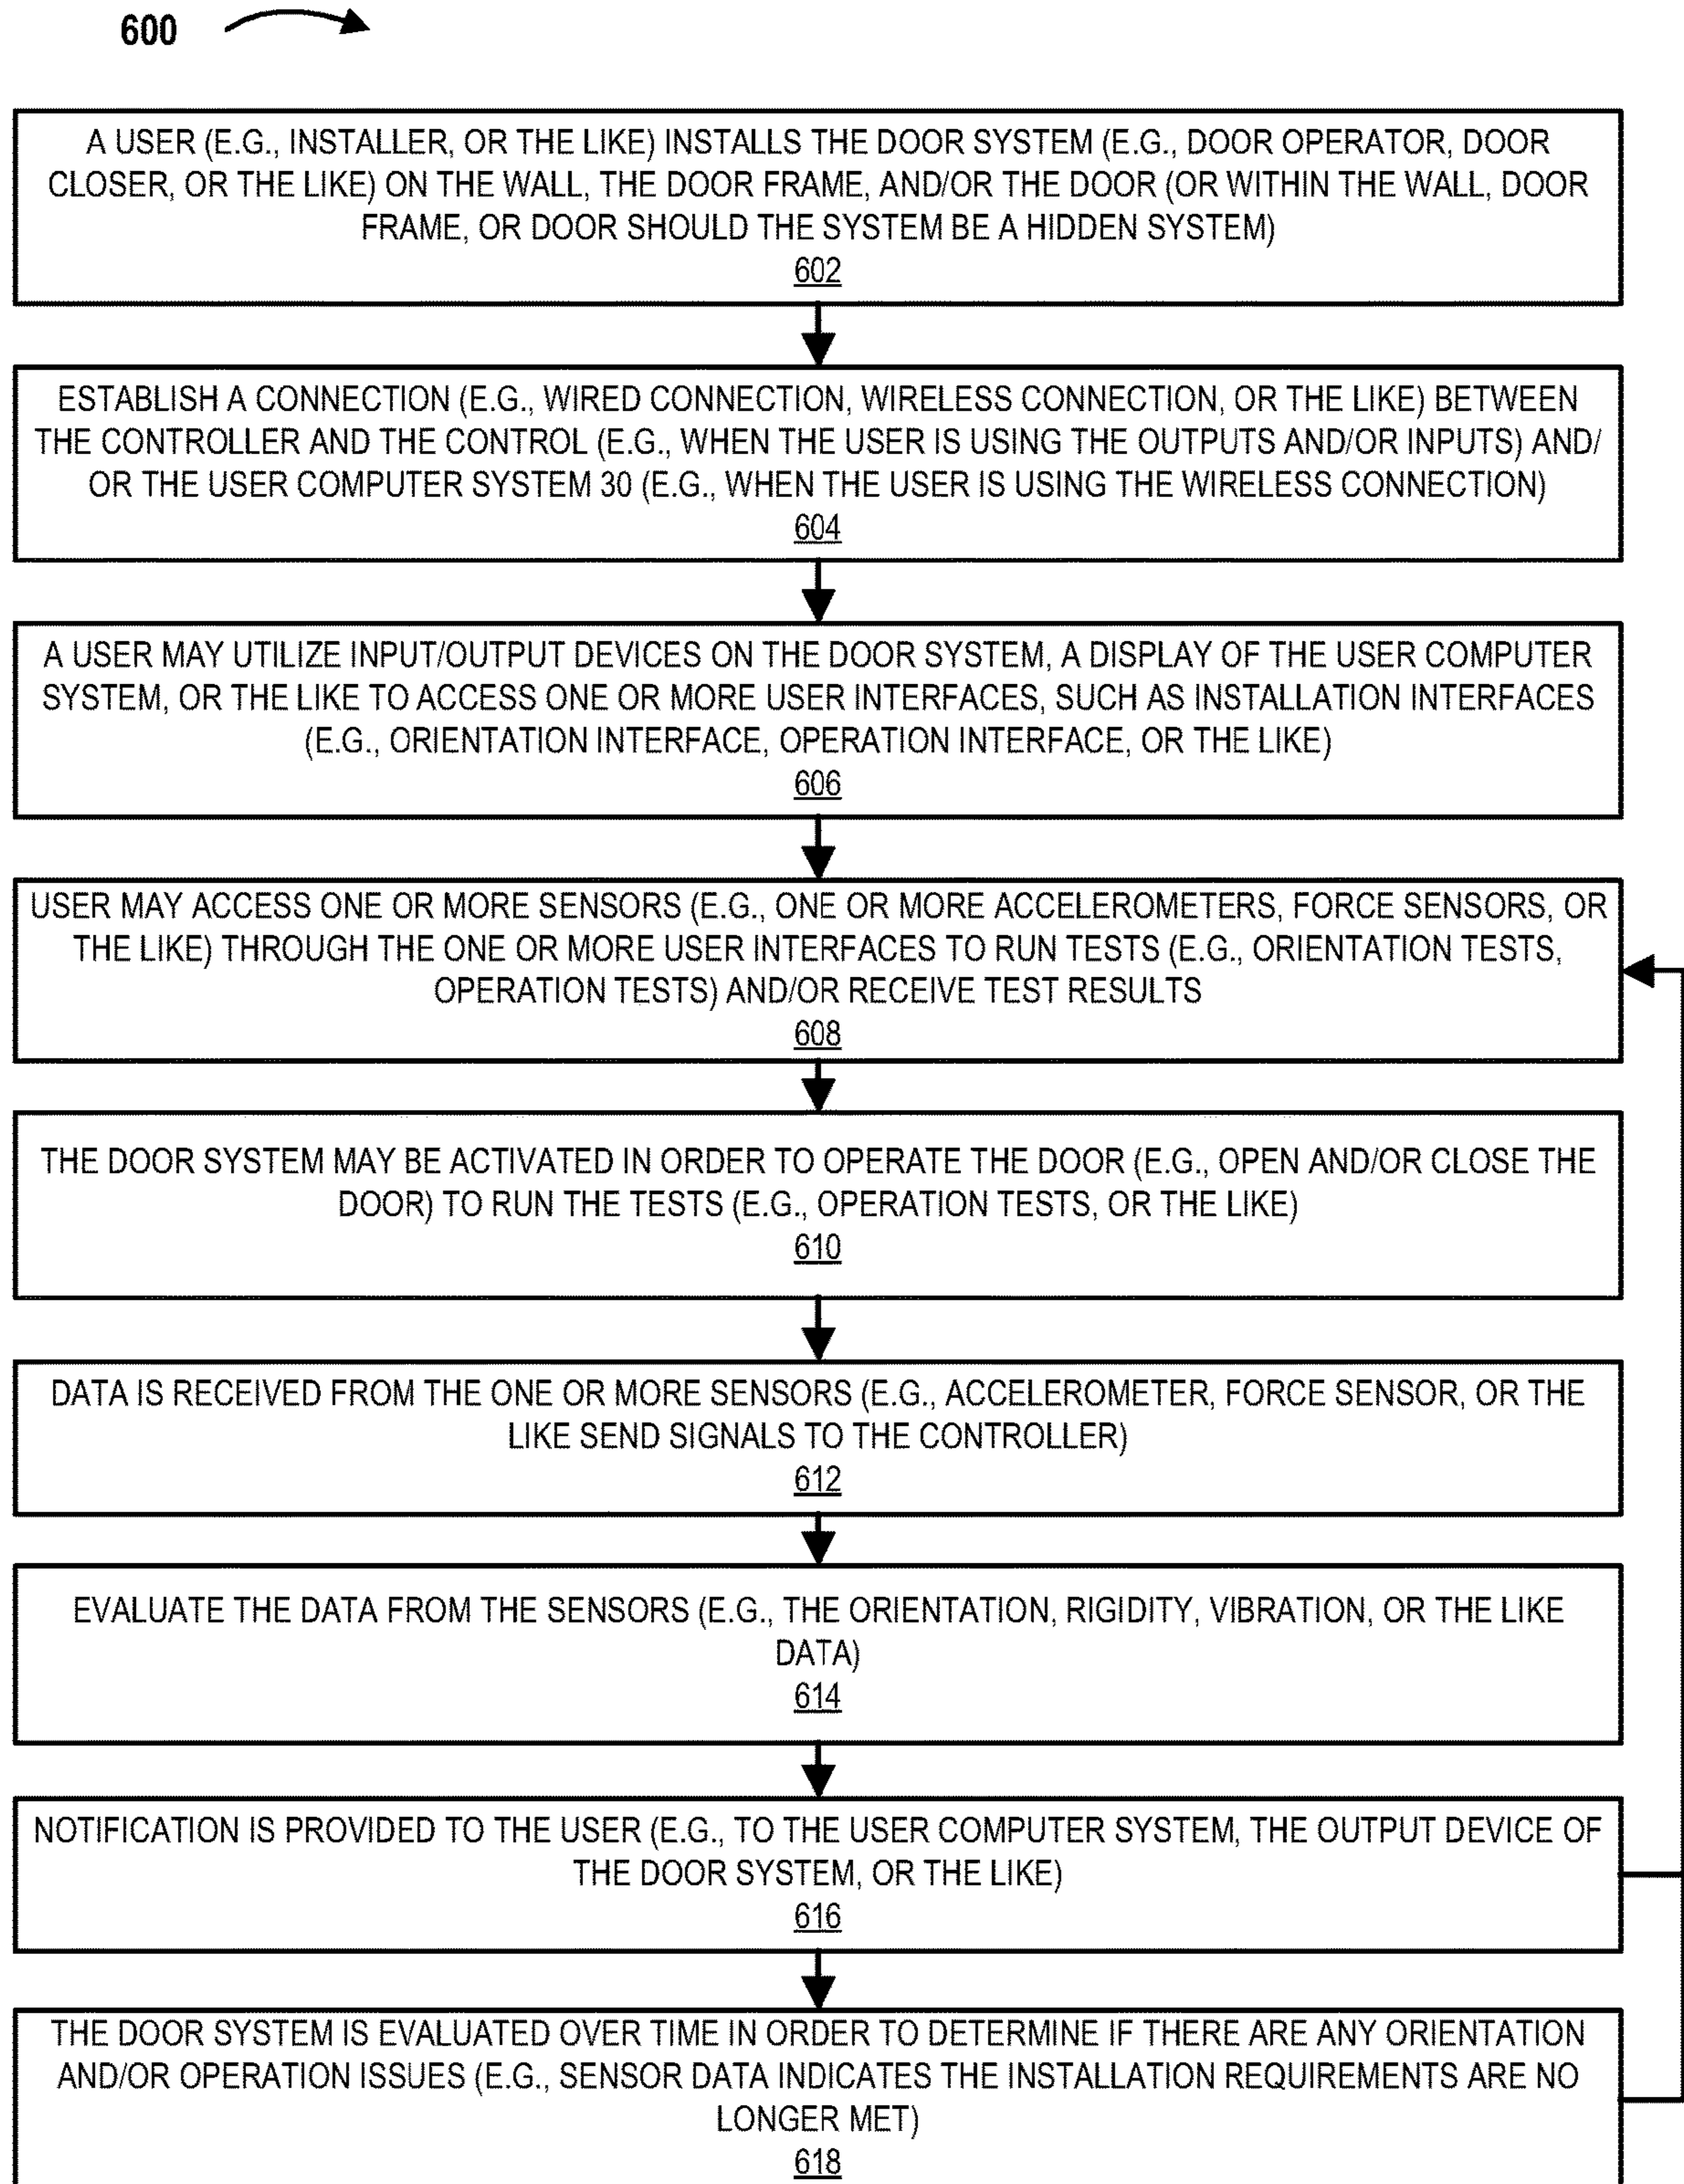 600
A USER (E.G., INSTALLER, OR THE LIKE) INSTALLS THE DOOR SYSTEM (E.G., DOOR OPERATOR, DOOR
CLOSER, OR THE LIKE) ON THE WALL, THE DOOR FRAME, AND/OR THE DOOR (OR WITHIN THE WALL, DOOR
FRAME, OR DOOR SHOULD THE SYSTEM BE A HIDDEN SYSTEM)
602
ESTABLISH A CONNECTION (E.G., WIRED CONNECTION, WIRELESS CONNECTION, OR THE LIKE) BETWEEN
THE CONTROLLER AND THE CONTROL (E.G., WHEN THE USER IS USING THE OUTPUTS AND/OR INPUTS) AND/
OR THE USER COMPUTER SYSTEM 30 (E.G., WHEN THE USER IS USING THE WIRELESS CONNECTION)
604
A USER MAY UTILIZE INPUT/OUTPUT DEVICES ON THE DOOR SYSTEM, A DISPLAY OF THE USER COMPUTER
SYSTEM, OR THE LIKE TO ACCESS ONE OR MORE USER INTERFACES, SUCH AS INSTALLATION INTERFACES
(E.G., ORIENTATION INTERFACE, OPERATION INTERFACE, OR THE LIKE)
606
USER MAY ACCESS ONE OR MORE SENSORS (E.G., ONE OR MORE ACCELEROMETERS, FORCE SENSORS, OR
THE LIKE) THROUGH THE ONE OR MORE USER INTERFACES TO RUN TESTS (E.G., ORIENTATION TESTS,
OPERATION TESTS) AND/OR RECEIVE TEST RESULTS
608
THE DOOR SYSTEM MAY BE ACTIVATED IN ORDER TO OPERATE THE DOOR (E.G., OPEN AND/OR CLOSE THE
DOOR) TO RUN THE TESTS (E.G., OPERATION TESTS, OR THE LIKE)
610
DATA IS RECEIVED FROM THE ONE OR MORE SENSORS (E.G., ACCELEROMETER, FORCE SENSOR, OR THE
LIKE SEND SIGNALS TO THE CONTROLLER)
612
EVALUATE THE DATA FROM THE SENSORS (E.G., THE ORIENTATION, RIGIDITY, VIBRATION, OR THE LIKE
DATA)
614
NOTIFICATION IS PROVIDED TO THE USER (E.G., TO THE USER COMPUTER SYSTEM, THE OUTPUT DEVICE OF
THE DOOR SYSTEM, OR THE LIKE)
616
THE DOOR SYSTEM IS EVALUATED OVER TIME IN ORDER TO DETERMINE IF THERE ARE ANY ORIENTATION
AND/OR OPERATION ISSUES (E.G., SENSOR DATA INDICATES THE INSTALLATION REQUIREMENTS ARE NO
LONGER MET)
618